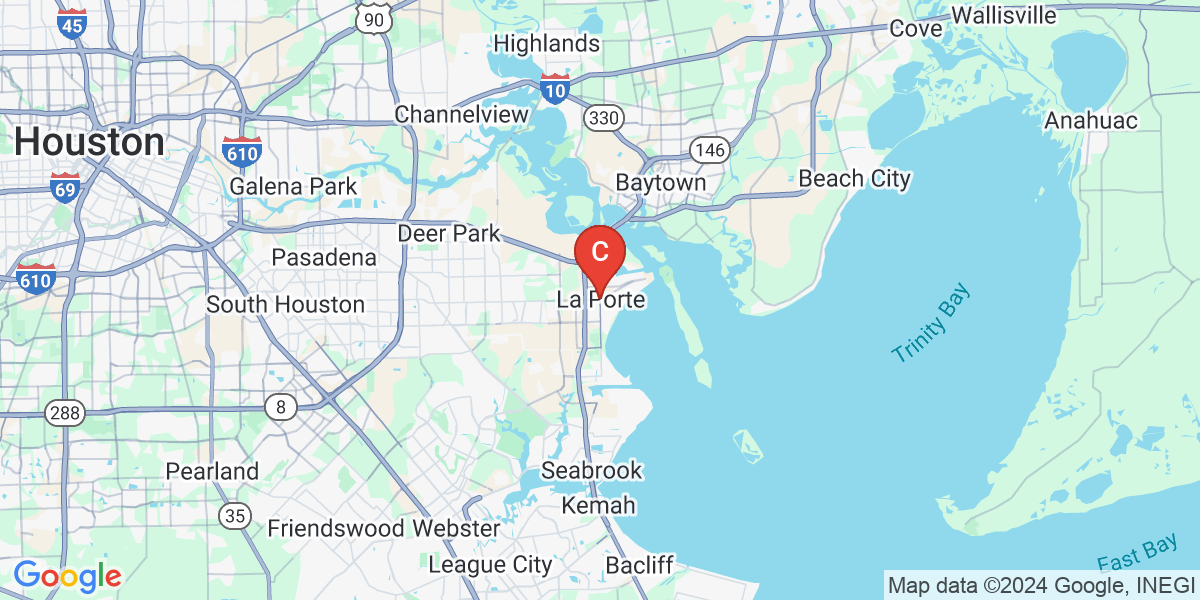 45
90
Highlands
Wallisville
Cove
10
Channelview
330
Anahuac
Houston
610
146
69
Galena Park
Baytown
Beach City
Deer Park
C
Pasadena
610
South Houston
La Porte
Trinity Bay
288
8
Pearland
Seabrook
Kemah
35
Friendswood
Webster
League City
Bacliff
East Bay
Google
Map data ©2024 Google, INEGI